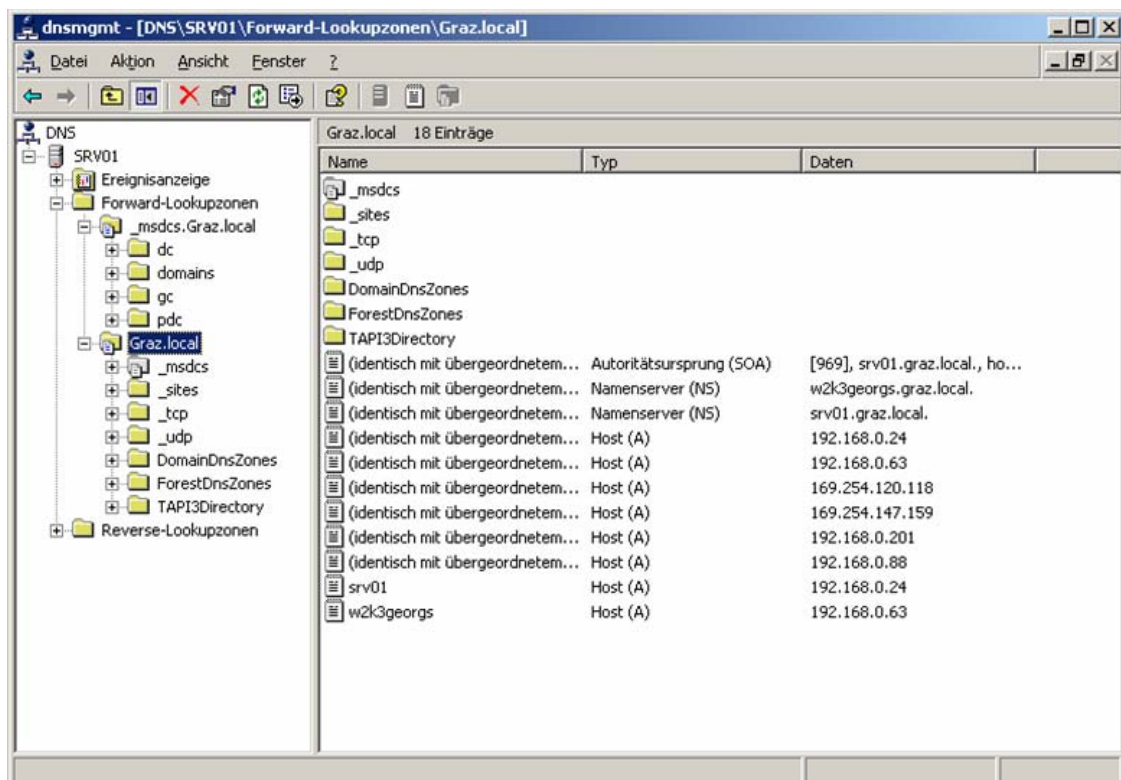 dnsmgmt - [DNS\SRV01\Forward-Lookupzonen\Graz.local]
Datei Aktion Ansicht Fenster ?
DNS
SRV01
Ereignisanzeige
Forward-Lookupzonen
_msdcs.Graz.local
dc
domains
gc
pdc
Graz.local
_msdcs
_sites
_tcp
_udp
DomainDnsZones
ForestDnsZones
TAPI3Directory
Reverse-Lookupzonen
Graz.local 18 Einträge
Name Typ Daten
_msdcs
_sites
_tcp
_udp
DomainDnsZones
ForestDnsZones
TAPI3Directory
(identisch mit übergeordnetem... Autoritätsursprung (SOA) [969], srv01.graz.local., ho...
(identisch mit übergeordnetem... Namenserver (NS) w2k3georgs.graz.local.
(identisch mit übergeordnetem... Namenserver (NS) srv01.graz.local.
(identisch mit übergeordnetem... Host (A) 192.168.0.24
(identisch mit übergeordnetem... Host (A) 192.168.0.63
(identisch mit übergeordnetem... Host (A) 169.254.120.118
(identisch mit übergeordnetem... Host (A) 169.254.147.159
(identisch mit übergeordnetem... Host (A) 192.168.0.201
(identisch mit übergeordnetem... Host (A) 192.168.0.88
srv01 Host (A) 192.168.0.24
w2k3georgs Host (A) 192.168.0.63